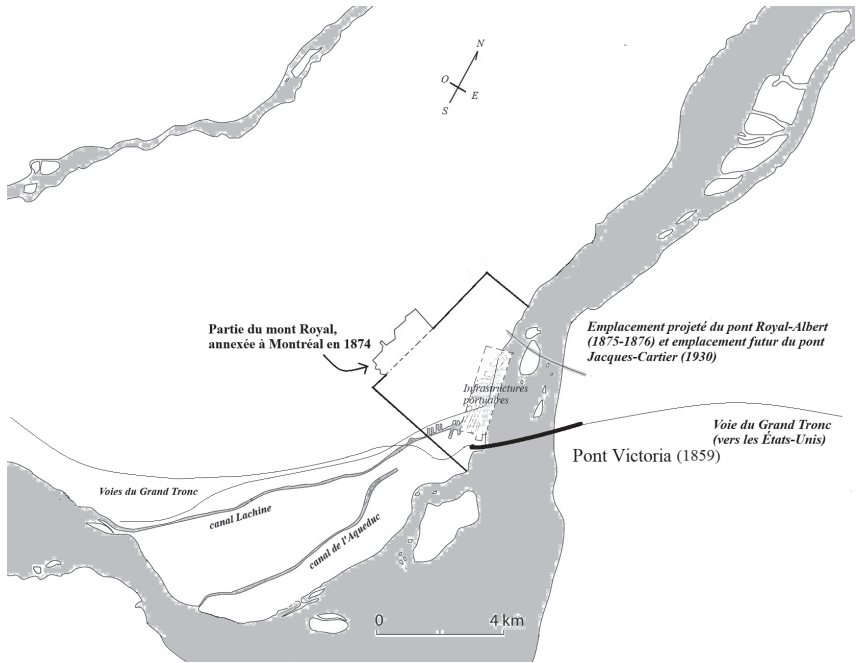 N
O
E
S
Partie du mont Royal,
annexée à Montréal en 1874
Emplacement projeté du pont Royal-Albert
(1875-1876) et emplacement futur du pont
Jacques-Cartier (1930)
Infrastructures
portuaires
Voie du Grand Tronc
(vers les États-Unis)
Pont Victoria (1859)
Voies du Grand Tronc
canal Lachine
canal de l'Aqueduc
0
4 km